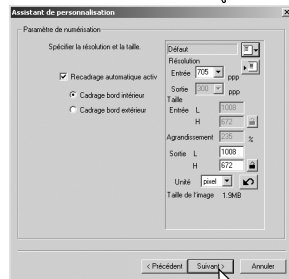 Assistant de personnalisation
Paramètre de numérisation
Spécifier la résolution et la taille.
Défaut
Résolution
Recadrage automatique activ
Entrée 705 ppp
Cadrage bord intérieur
Sortie 300 ppp
Cadrage bord extérieur
Taille
Entrée L 1008
H 672
Agrandissement 235 %
Sortie L 1008
H 672
Unité pixel
Taille de l'image 1.9MB
< Précédent Suivant > Annuler